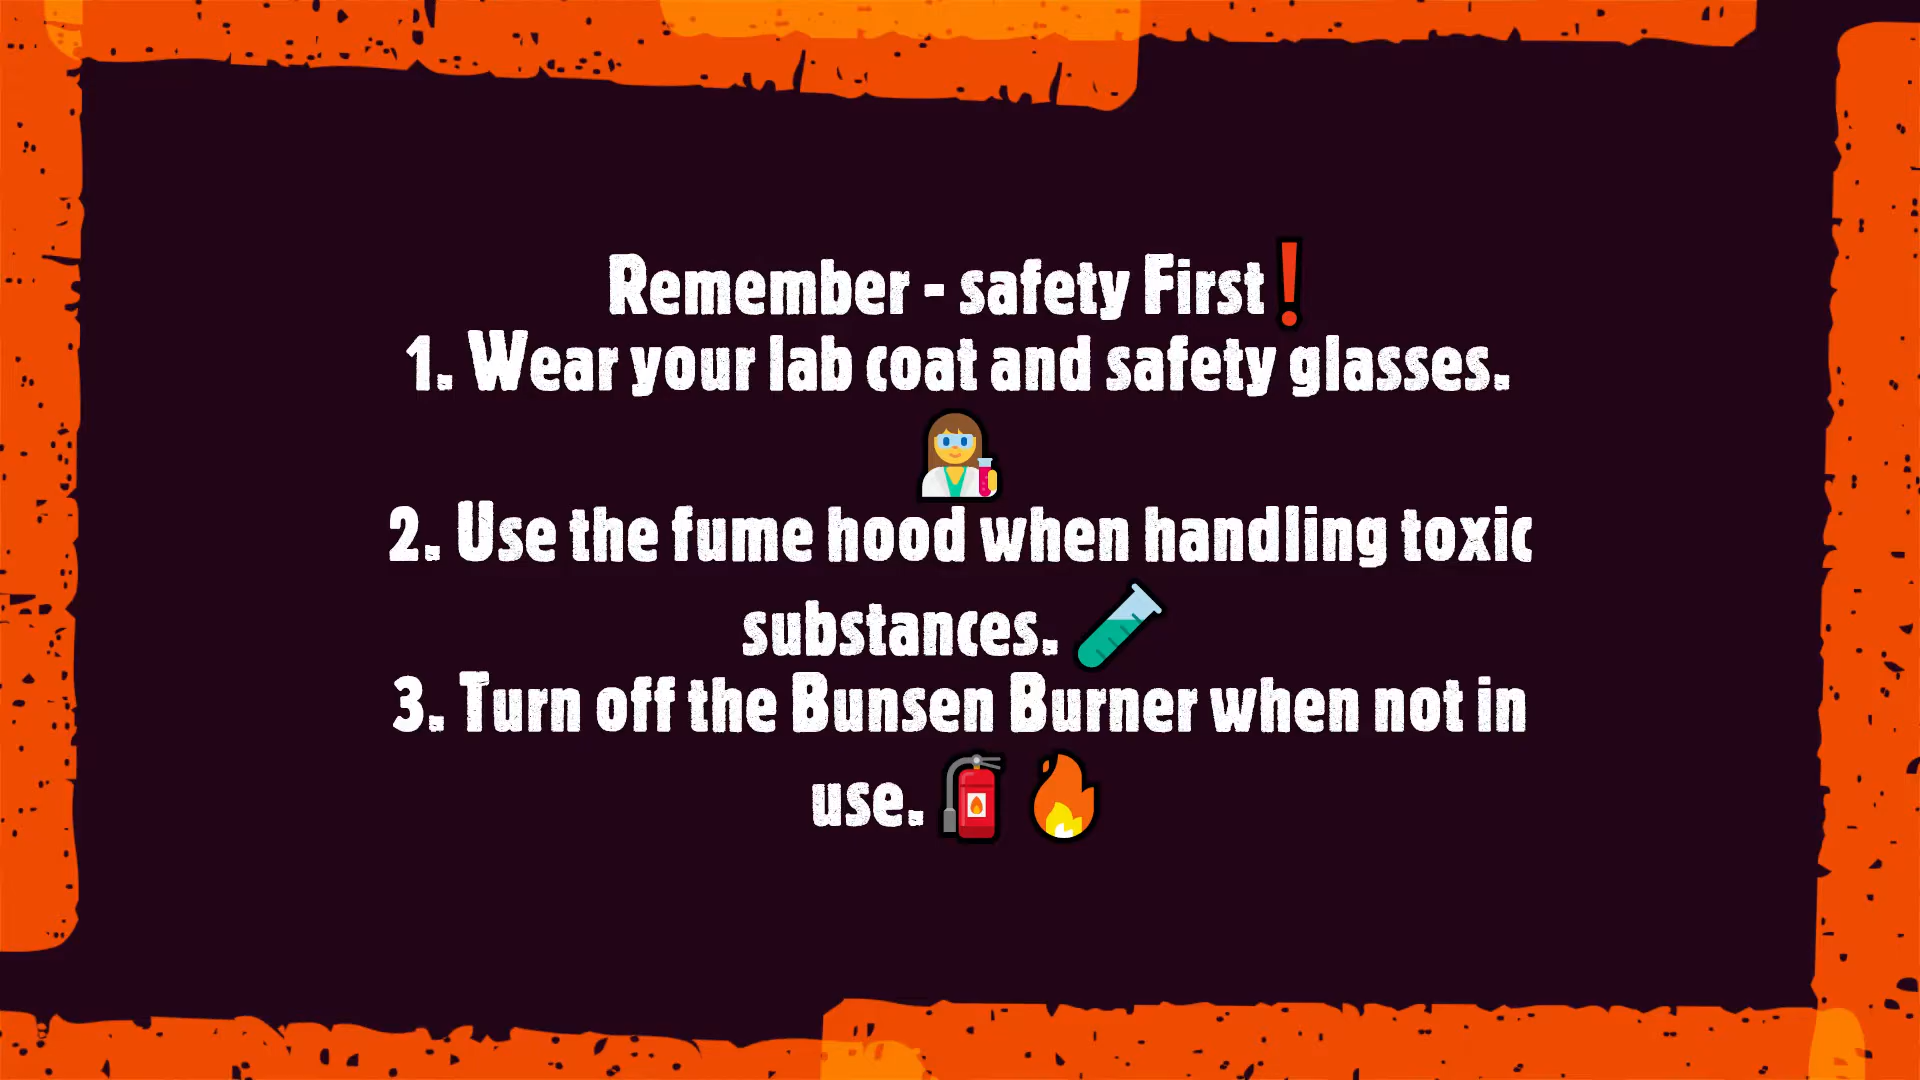 Remember - safety First❗
1. Wear your lab coat and safety glasses.
👩‍🔬
2. Use the fume hood when handling toxic
substances. 🧪
3. Turn off the Bunsen Burner when not in
use. 🧯 🔥